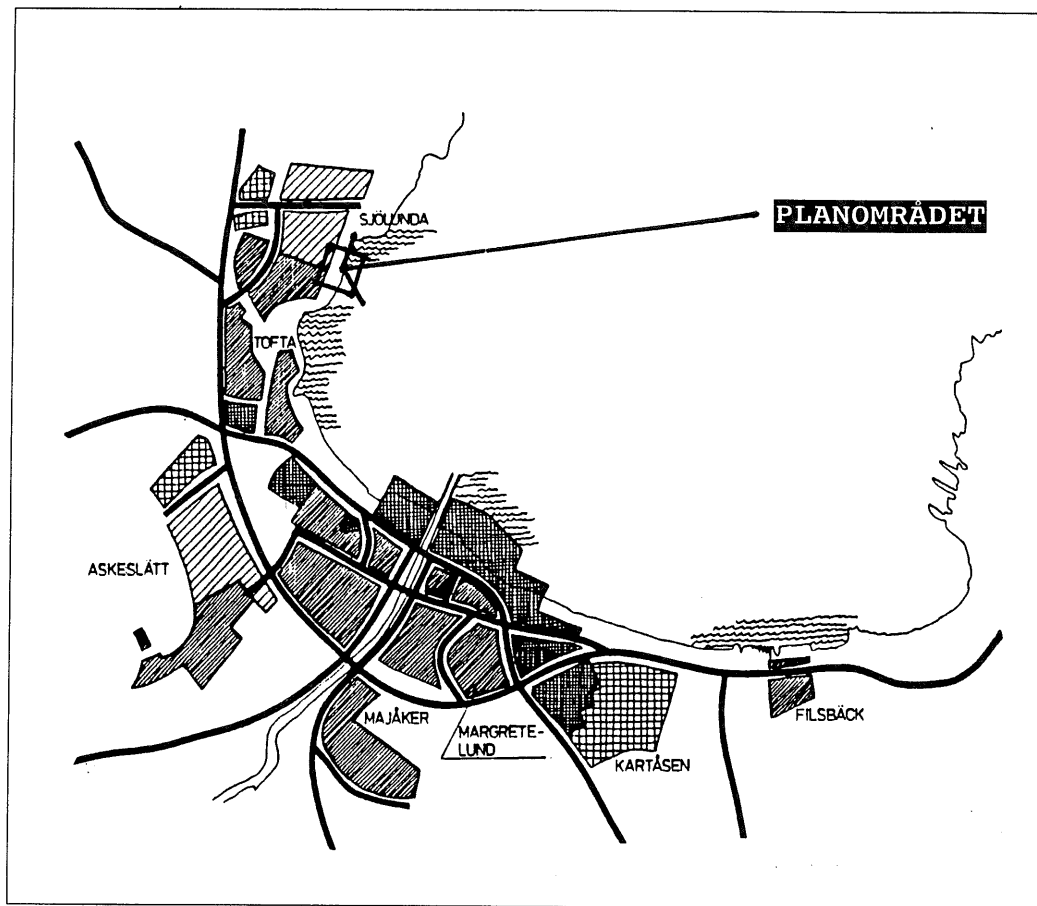 SJÖLUNDA
PLANOMRÅDET
TOFTA
ASKESLÄTT
MAJÅKER
MARGRETE-
LUND
KARTÅSEN
FILSBÄCK